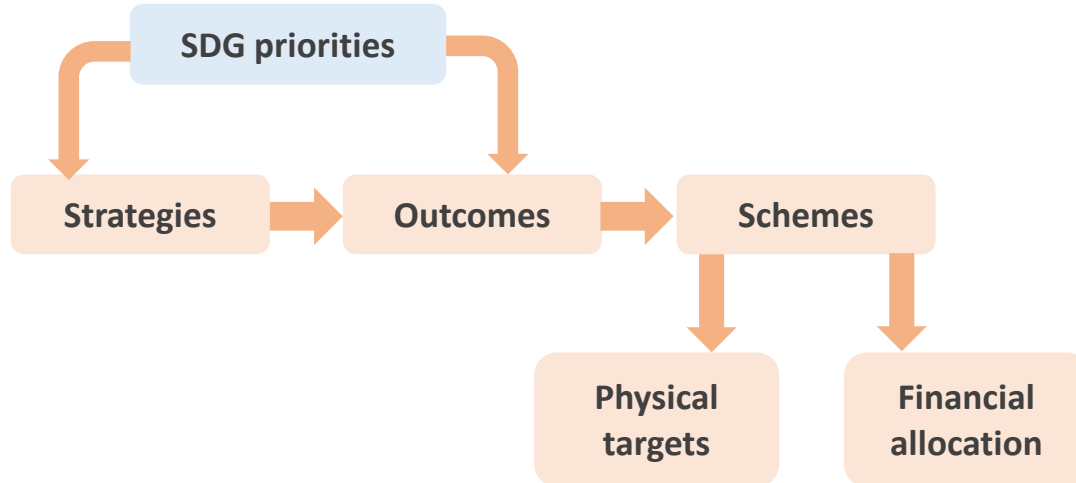 SDG priorities
Strategies
Outcomes
Schemes
Physical
targets
Financial
allocation